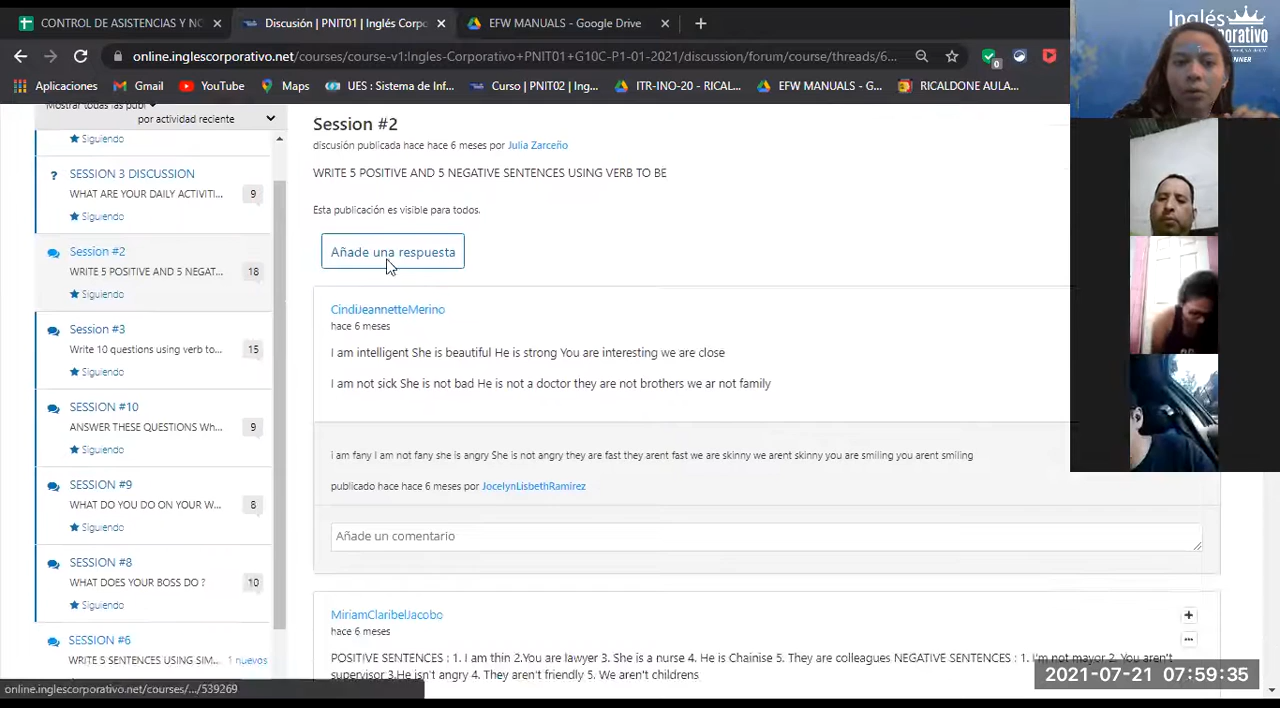 CONTROL DE ASISTENCIAS Y NO
Discusión | PNIT01 | Inglés Corpo
EFW MANUALS - Google Drive
online.inglescorporativo.net/courses/course-v1:Ingles-Corporativo+PNIT01+G10C-P1-01-2021/discussion/forum/course/threads/6...
0
Aplicaciones
Gmail
YouTube
Maps
UES : Sistema de Inf...
Curso | PNIT02 | Ing...
ITR-INO-20 - RICAL...
EFW MANUALS - G...
RICALDONE AULA...
Inglés
Corporativo
Mostrar todas las publ
por actividad reciente
Siguiendo
? SESSION 3 DISCUSSION
WHAT ARE YOUR DAILY ACTIVITI... 9
Siguiendo
Session #2
WRITE 5 POSITIVE AND 5 NEGAT... 18
Siguiendo
Session #3
Write 10 questions using verb to... 15
Siguiendo
SESSION #10
ANSWER THESE QUESTIONS Wh... 9
Siguiendo
SESSION #9
WHAT DO YOU DO ON YOUR W... 8
Siguiendo
SESSION #8
WHAT DOES YOUR BOSS DO ? 10
Siguiendo
SESSION #6
WRITE 5 SENTENCES USING SIM... 1 nuevos
Session #2
discusión publicada hace hace 6 meses por Julia Zarceño
WRITE 5 POSITIVE AND 5 NEGATIVE SENTENCES USING VERB TO BE
Esta publicación es visible para todos.
Añade una respuesta
CindiJeannetteMerino
hace 6 meses
I am intelligent She is beautiful He is strong You are interesting we are close
I am not sick She is not bad He is not a doctor they are not brothers we ar not family
i am fany I am not fany she is angry She is not angry they are fast they arent fast we are skinny we arent skinny you are smiling you arent smiling
publicado hace hace 6 meses por JocelynLisbethRamirez
Añade un comentario
MiriamClaribelJacobo
hace 6 meses
POSITIVE SENTENCES : 1. I am thin 2.You are lawyer 3. She is a nurse 4. He is Chainise 5. They are colleagues NEGATIVE SENTENCES : 1. I'm not mayor 2. You aren't
supervisor 3.He isn't angry 4. They aren't friendly 5. We aren't childrens
online.inglescorporativo.net/courses/.../539269
2021-07-21 07:59:35